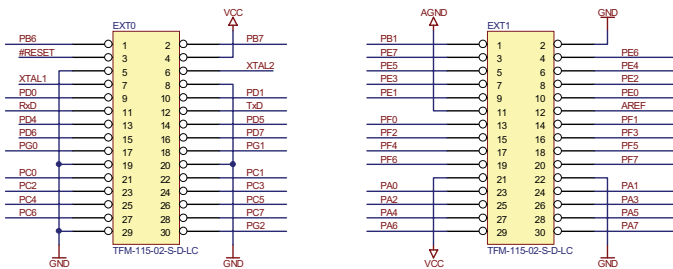 VCC AGND GND
EXT0 EXT1
PB6 1 2 PB7 PB1 1 2
#RESET 3 4 PE7 3 4 PE6
5 6 XTAL2 PE5 5 6 PE4
XTAL1 7 8 PE3 7 8 PE2
PD0 9 10 PD1 PE1 9 10 PE0
RxD 11 12 TxD 11 12 AREF
PD4 13 14 PD5 PF0 13 14 PF1
PD6 15 16 PD7 PF2 15 16 PF3
PG0 17 18 PG1 PF4 17 18 PF5
19 20 PF6 19 20 PF7
PC0 21 22 PC1 21 22
PC2 23 24 PC3 PA0 23 24 PA1
PC4 25 26 PC5 PA2 25 26 PA3
PC6 27 28 PC7 PA4 27 28 PA5
29 30 PG2 PA6 29 30 PA7
TFM-115-02-S-D-LC TFM-115-02-S-D-LC
GND GND VCC GND